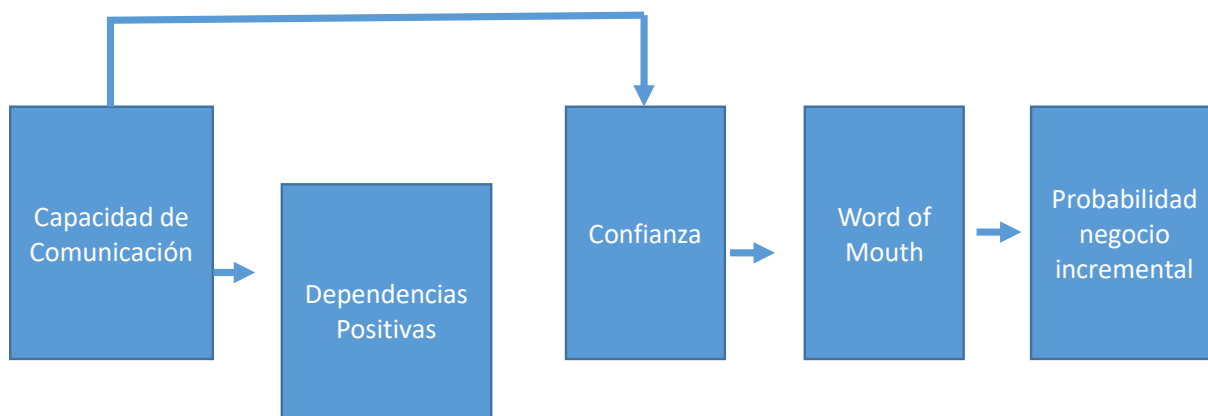 Capacidad de
Comunicación
Dependencias
Positivas
Confianza
Word of
Mouth
Probabilidad
negocio
incremental